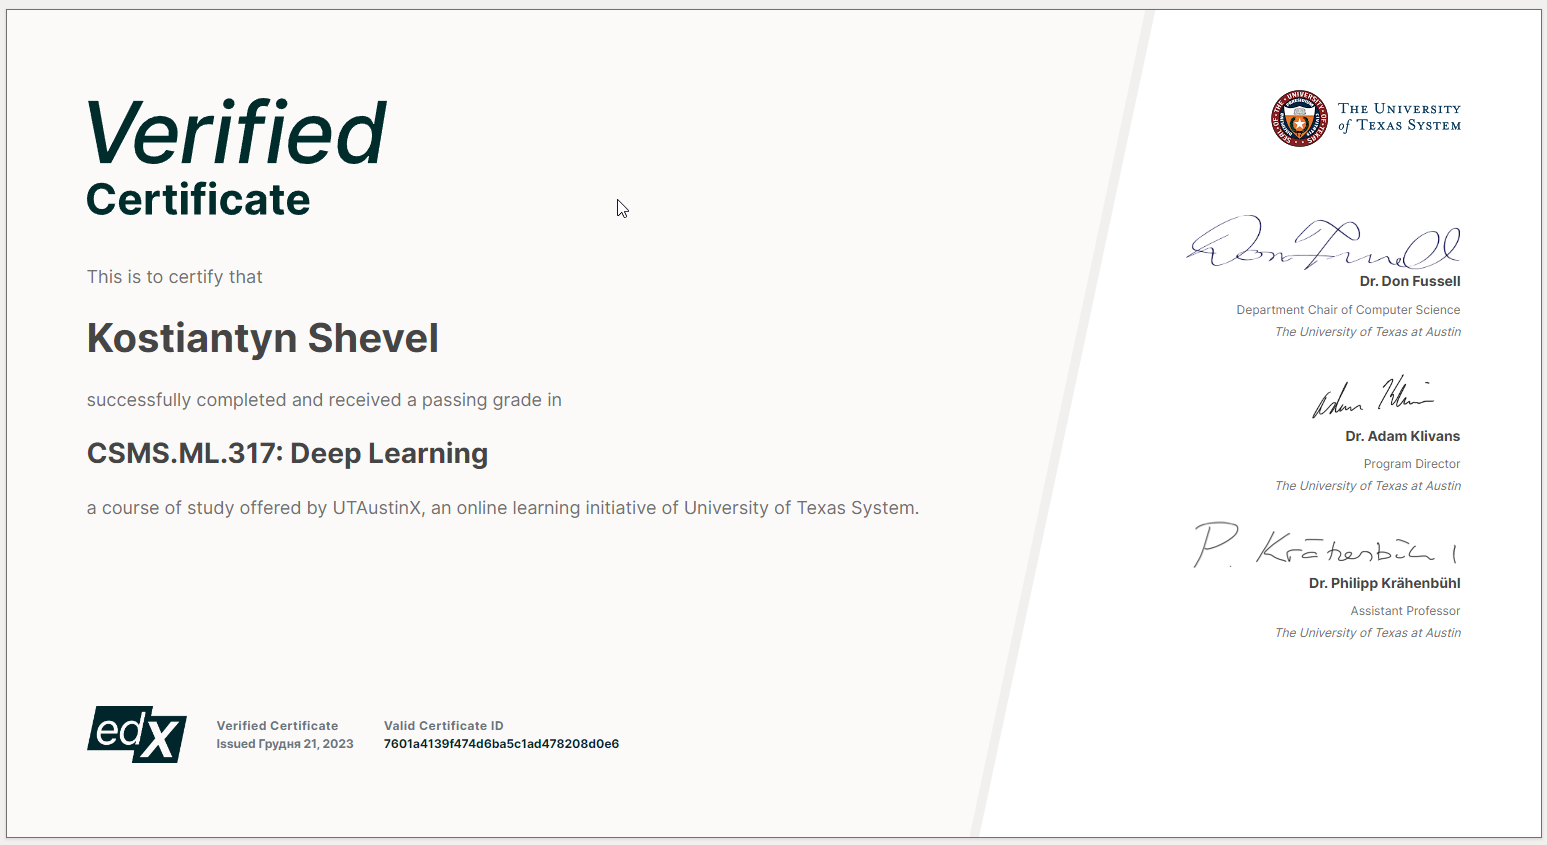 Verified
Certificate
This is to certify that
Kostiantyn Shevel
successfully completed and received a passing grade in
CSMS.ML.317: Deep Learning
a course of study offered by UTAustinX, an online learning initiative of University of Texas System.
edX
Verified Certificate
Issued Грудня 21, 2023
Valid Certificate ID
7601a4139f474d6ba5c1ad478208d0e6
THE UNIVERSITY
of TEXAS SYSTEM
Don Fussell
Dr. Don Fussell
Department Chair of Computer Science
The University of Texas at Austin
Adam Klivans
Dr. Adam Klivans
Program Director
The University of Texas at Austin
P. Krähenbühl
Dr. Philipp Krähenbühl
Assistant Professor
The University of Texas at Austin